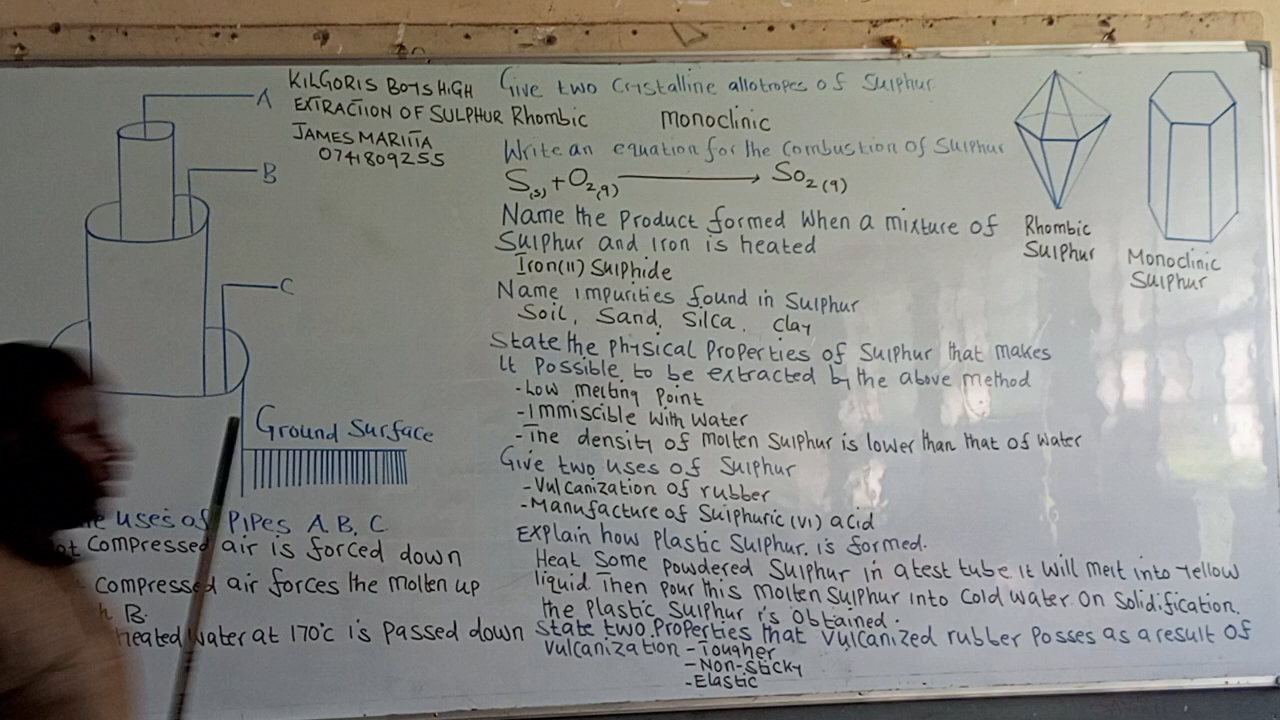 KILGORIS BOYS HIGH
EXTRACTION OF SULPHUR
JAMES MARIITA
0741809255
A
B
C
Ground Surface
uses of PIPES A, B, C
compressed air is forced down
compressed air forces the molten up
B.
heated water at 170°c is passed down
Give two Crystalline allotropes of Sulphur.
Rhombic monoclinic
Write an equation for the Combustion of Sulphur
S(s) + O2(g) → SO2(g)
Name the Product formed when a mixture of
Sulphur and Iron is heated
Iron(II) Sulphide
Name impurities found in Sulphur
Soil, Sand, Silca, Clay
State the physical Properties of Sulphur that makes
it Possible to be extracted by the above method
-Low melting Point
-Immiscible with Water
-The density of molten Sulphur is lower than that of water
Give two uses of Sulphur
-Vulcanization of rubber
-Manufacture of Sulphuric (VI) acid
Explain how Plastic Sulphur. is formed.
Heat Some powdered Sulphur in a test tube it will melt into Yellow
liquid Then pour this molten Sulphur into Cold water. On Solidification.
the Plastic Sulphur is Obtained.
State two Properties that Vulcanized rubber Posses as a result of
Vulcanization -Tougher
-Non-Sticky
-Elastic
Rhombic
Sulphur
Monoclinic
Sulphur